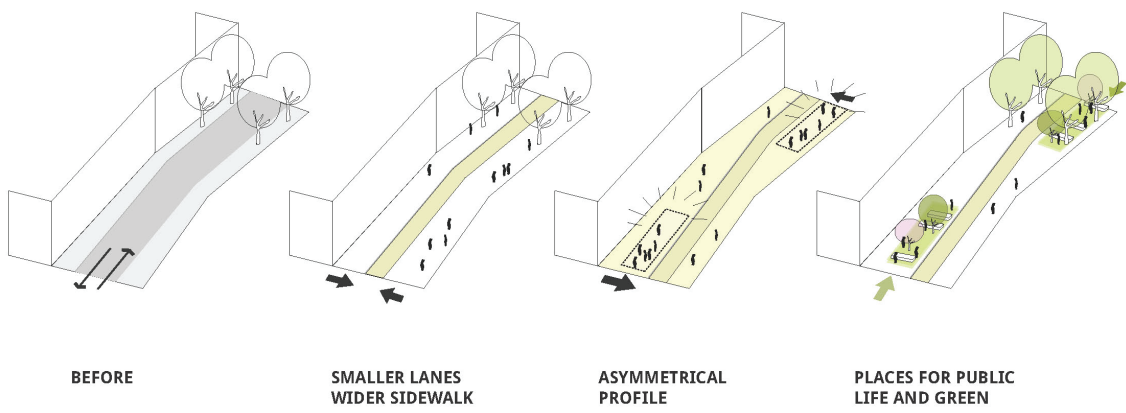 BEFORE
SMALLER LANES
WIDER SIDEWALK
ASYMMETRICAL
PROFILE
PLACES FOR PUBLIC
LIFE AND GREEN